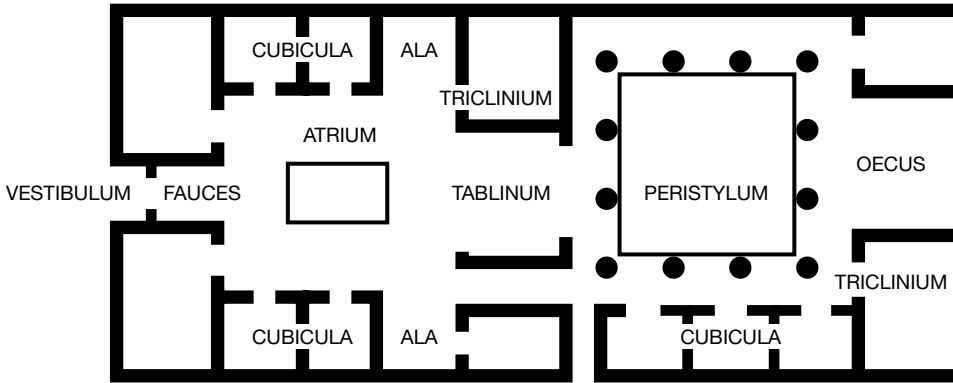 CUBICULA
ALA
TRICLINIUM
ATRIUM
OECUS
VESTIBULUM
FAUCES
TABLINUM
PERISTYLUM
TRICLINIUM
CUBICULA
ALA
CUBICULA